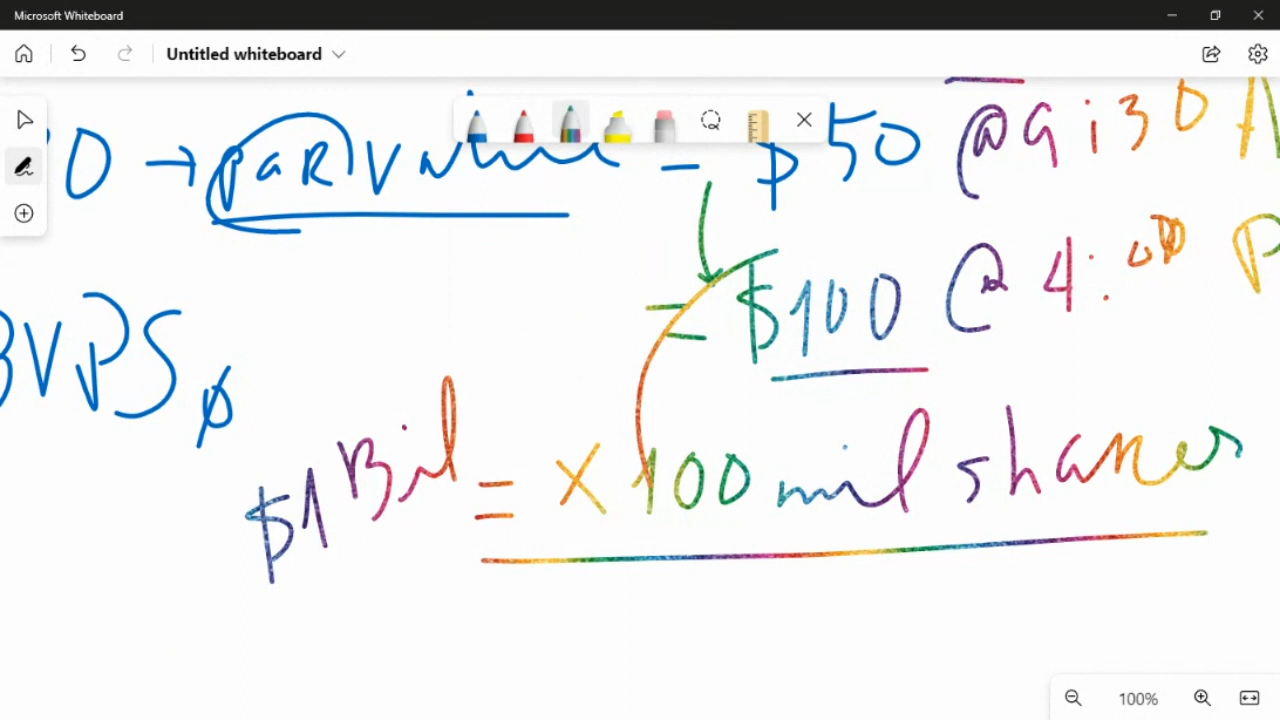 Microsoft Whiteboard
Untitled whiteboard
O → PAR Value = $50 @ 9:30 A
= $100 @ 4:00 P
BVPS
$1 Bil = x 100 mil shares
100%